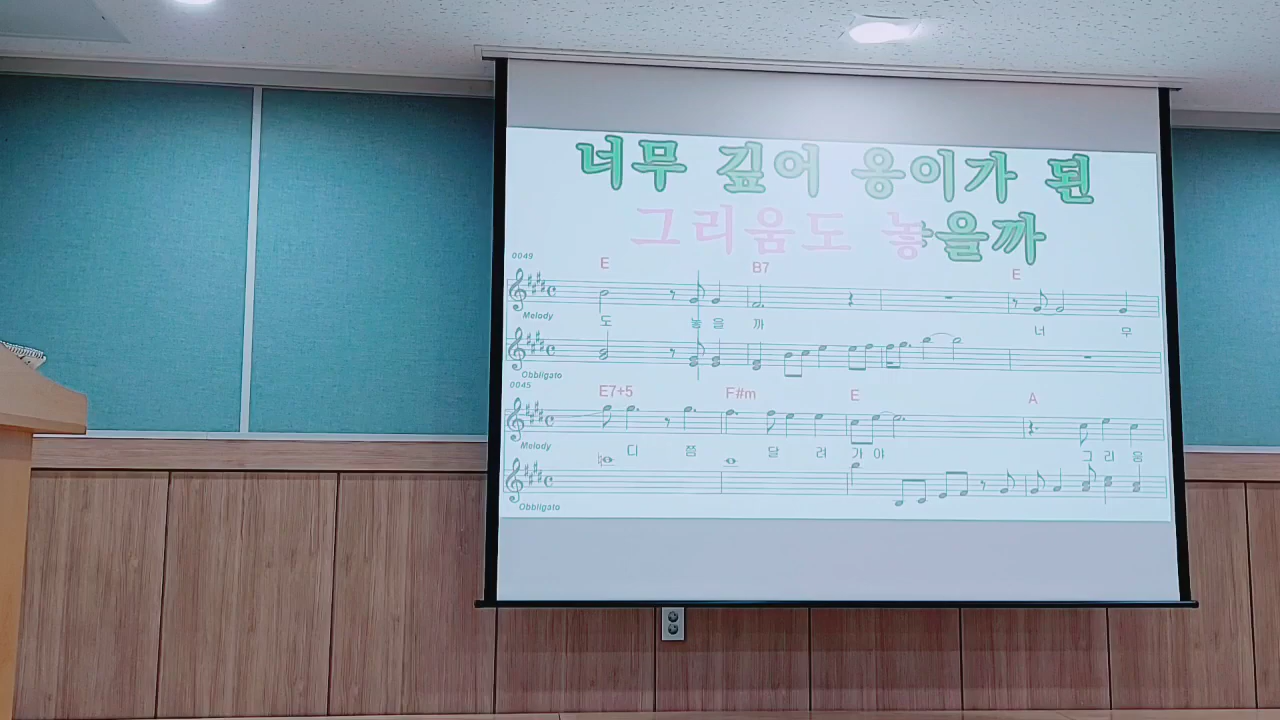 너무 깊어 옹이가 된
그리움도 놓을까
0049
E B7 E
Melody
도 놓 을 까 너 무
Obbligato
0045
E7+5 F#m E A
Melody
디 쯤 달 려 가 야 그 리 움
Obbligato